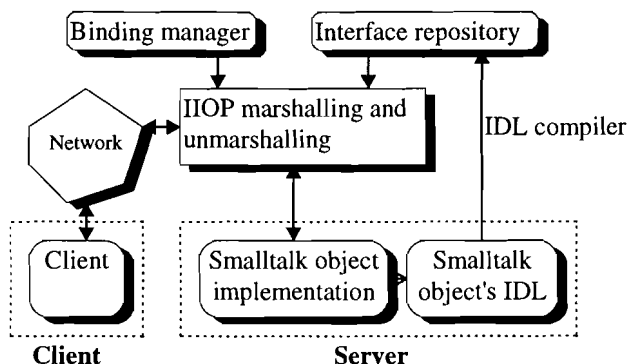 Binding manager
Interface repository
IIOP marshalling and
unmarshalling
Network
IDL compiler
Client
Smalltalk object
implementation
Smalltalk
object's IDL
Client
Server